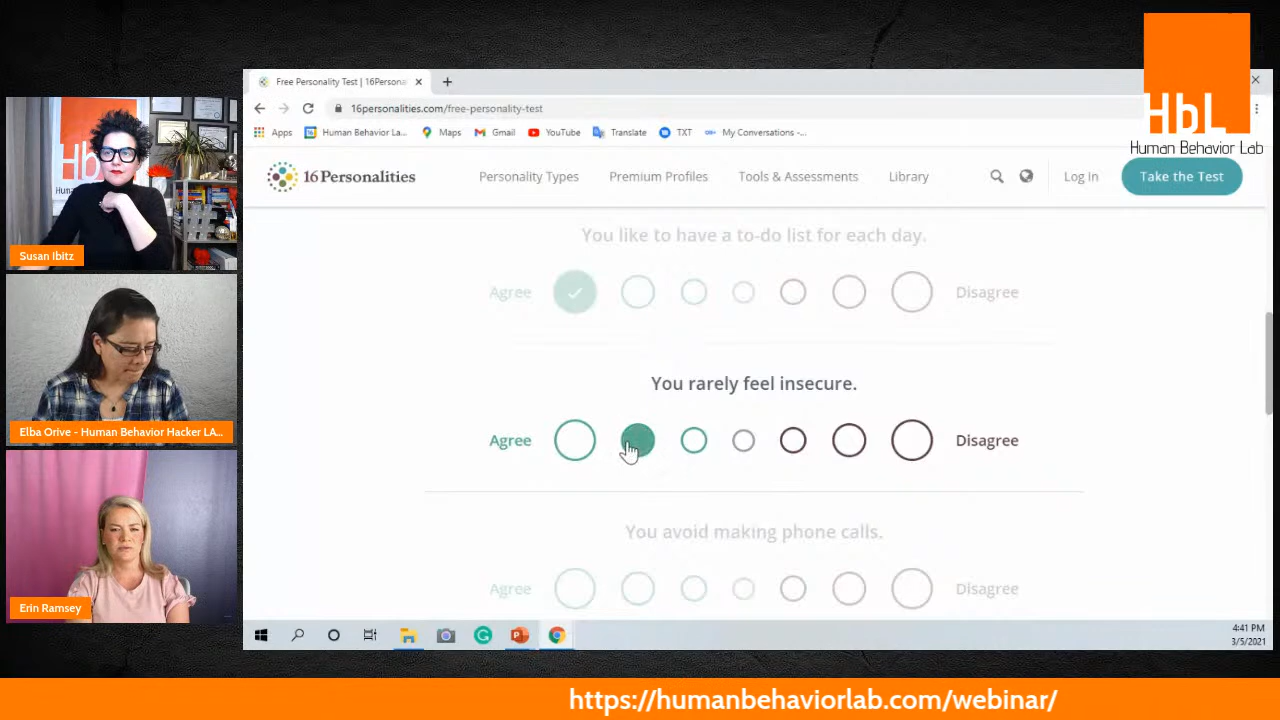 HbL
Human Behavior Lab
Free Personality Test | 16Persona
16personalities.com/free-personality-test
Apps
Human Behavior La...
Maps
Gmail
YouTube
Translate
TXT
My Conversations -...
16Personalities
Personality Types
Premium Profiles
Tools & Assessments
Library
Log In
Take the Test
You like to have a to-do list for each day.
Agree
Disagree
You rarely feel insecure.
Agree
Disagree
You avoid making phone calls.
Agree
Disagree
4:41 PM
3/5/2021
Susan Ibitz
Elba Orive - Human Behavior Hacker LA...
Erin Ramsey
https://humanbehaviorlab.com/webinar/